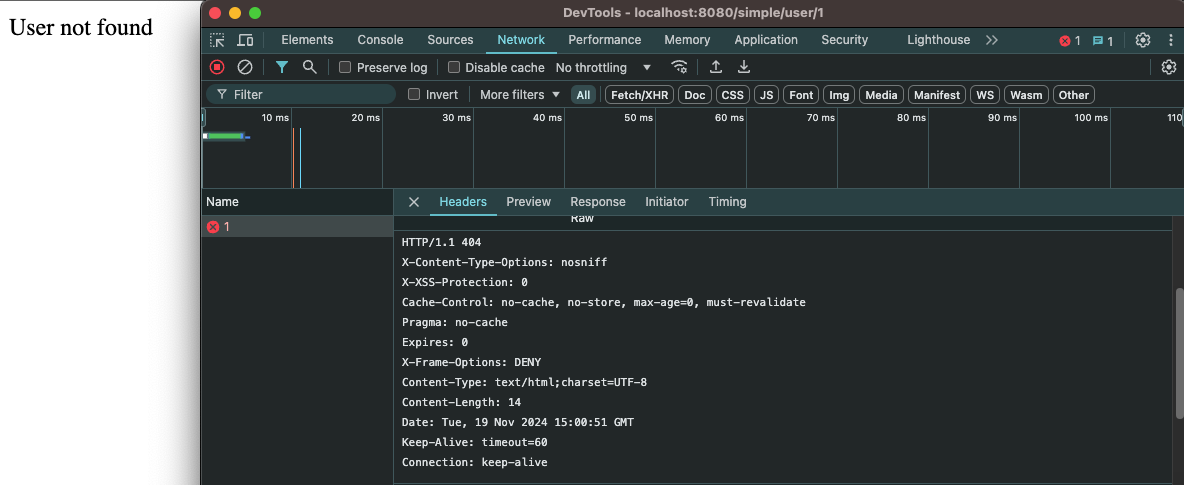 User not found
DevTools - localhost:8080/simple/user/1
Elements Console Sources Network Performance Memory Application Security Lighthouse 1 1
Preserve log Disable cache No throttling
Filter Invert More filters All Fetch/XHR Doc CSS JS Font Img Media Manifest WS Wasm Other
10 ms 20 ms 30 ms 40 ms 50 ms 60 ms 70 ms 80 ms 90 ms 100 ms 110
Name Headers Preview Response Initiator Timing
1
Raw
HTTP/1.1 404
X-Content-Type-Options: nosniff
X-XSS-Protection: 0
Cache-Control: no-cache, no-store, max-age=0, must-revalidate
Pragma: no-cache
Expires: 0
X-Frame-Options: DENY
Content-Type: text/html;charset=UTF-8
Content-Length: 14
Date: Tue, 19 Nov 2024 15:00:51 GMT
Keep-Alive: timeout=60
Connection: keep-alive